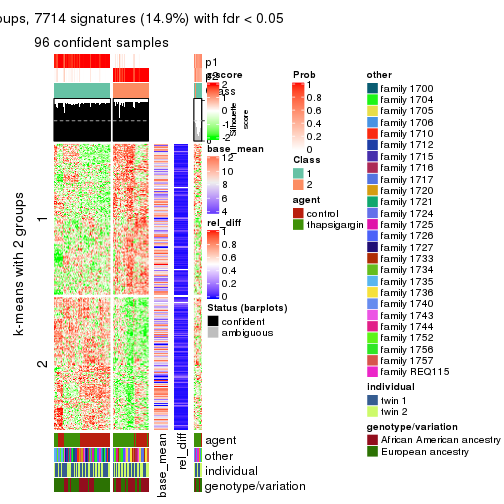 oups, 7714 signatures (14.9%) with fdr < 0.05
96 confident samples
p1
p2
Class
Silhouette
score
1
2
k-means with 2 groups
agent
other
individual
genotype/variation
base_mean
rel_diff
z-score
2
1
0
-1
-2
base_mean
12
10
8
6
4
rel_diff
1
0.8
0.6
0.4
0.2
0
Status (barplots)
confident
ambiguous
Prob
1
0.8
0.6
0.4
0.2
0
Class
1
2
agent
control
thapsigargin
other
family 1700
family 1704
family 1705
family 1706
family 1710
family 1712
family 1715
family 1716
family 1717
family 1720
family 1721
family 1724
family 1725
family 1726
family 1727
family 1733
family 1734
family 1735
family 1736
family 1740
family 1743
family 1744
family 1752
family 1756
family 1757
family REQ115
individual
twin 1
twin 2
genotype/variation
African American ancestry
European ancestry